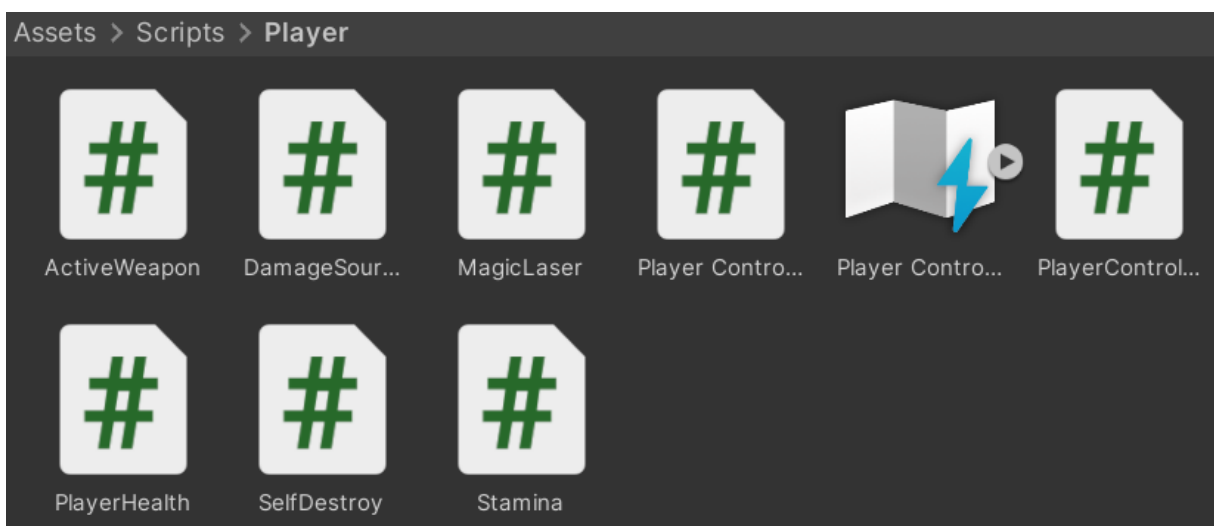 Assets > Scripts > Player
ActiveWeapon DamageSour... MagicLaser Player Contro... Player Contro... PlayerControl...
PlayerHealth SelfDestroy Stamina